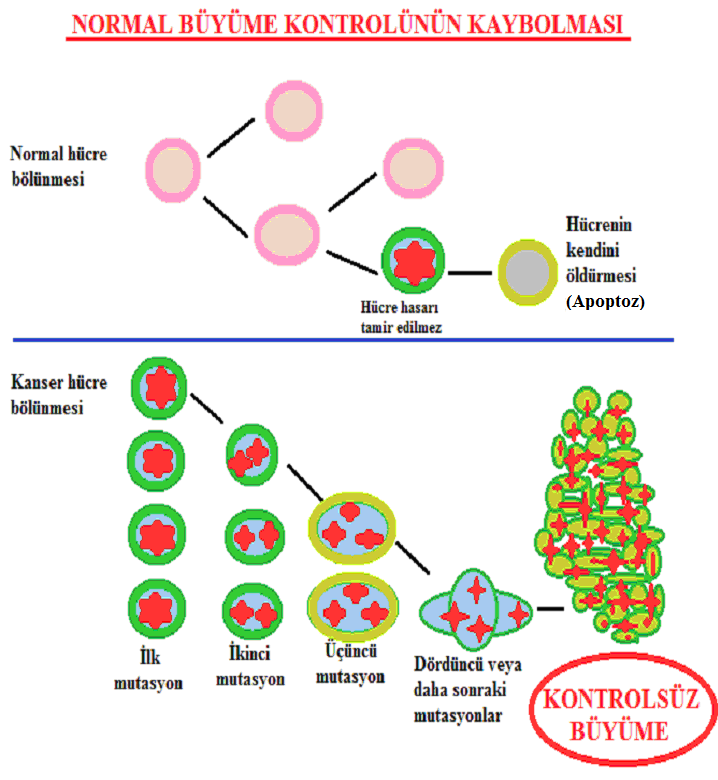 NORMAL BÜYÜME KONTROLÜNÜN KAYBOLMASI
Normal hücre
bölünmesi
Hücrenin
kendini
öldürmesi
(Apoptoz)
Hücre hasarı
tamir edilmez
Kanser hücre
bölünmesi
İlk
mutasyon
İkinci
mutasyon
Üçüncü
mutasyon
Dördüncü veya
daha sonraki
mutasyonlar
KONTROLSÜZ
BÜYÜME